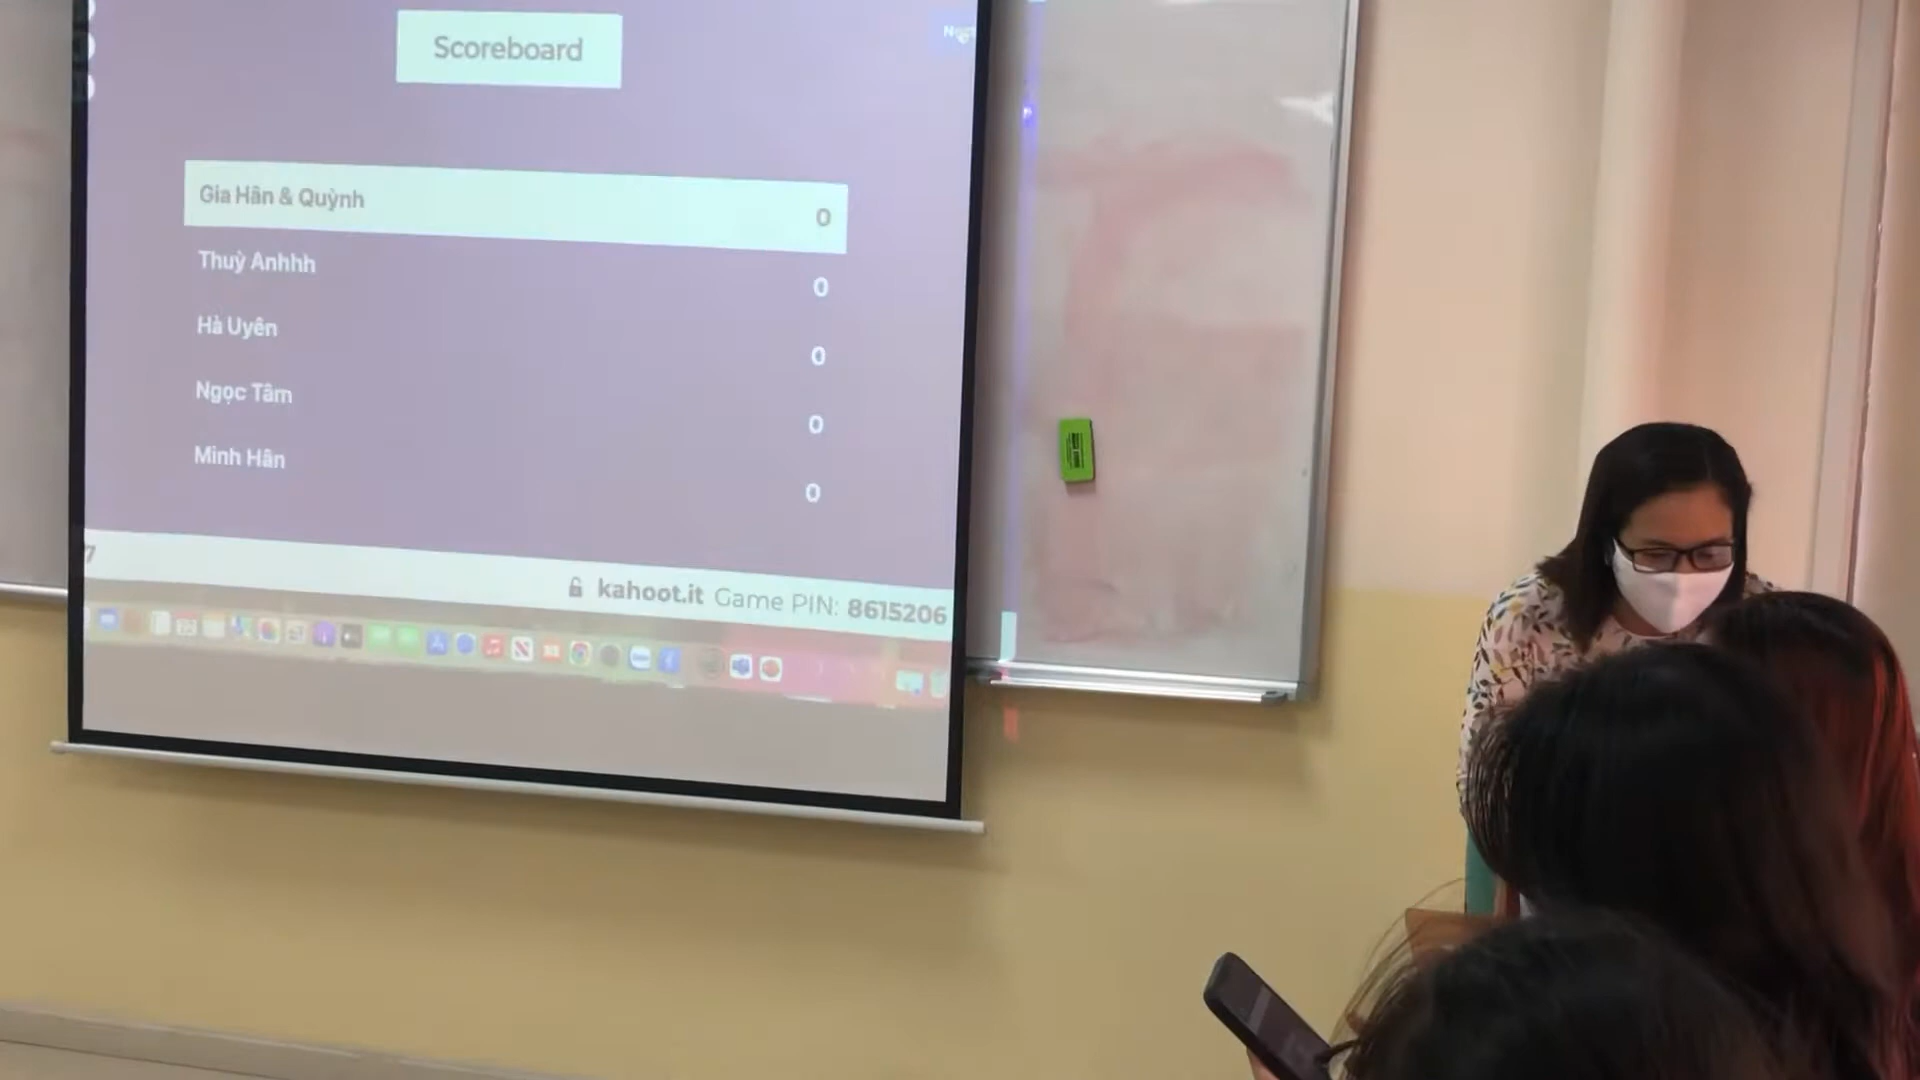 Scoreboard
Gia Hân & Quỳnh 0
Thuỳ Anhhh 0
Hà Uyên 0
Ngọc Tâm 0
Minh Hân 0
7
kahoot.it Game PIN: 8615206